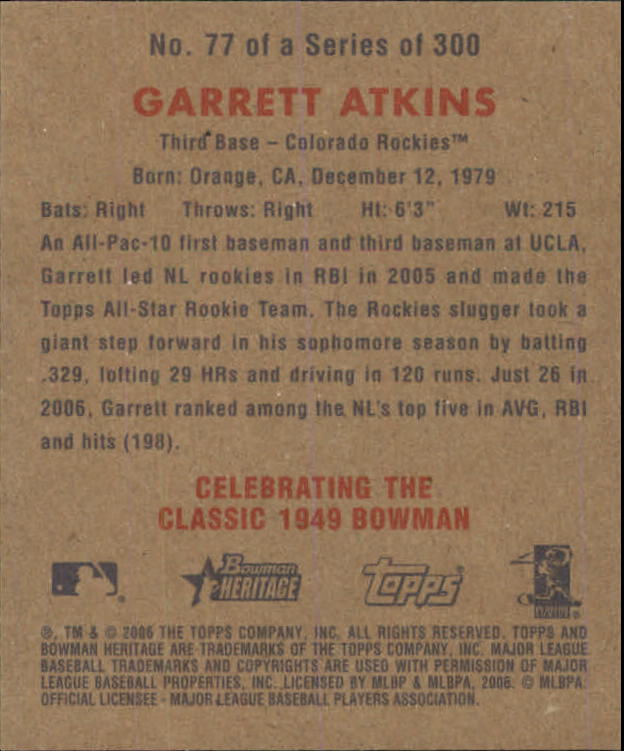 No. 77 of a Series of 300
GARRETT ATKINS
Third Base – Colorado Rockies™
Born: Orange, CA, December 12, 1979
Bats: Right Throws: Right Ht: 6'3" Wt: 215
An All-Pac-10 first baseman and third baseman at UCLA,
Garrett led NL rookies in RBI in 2005 and made the
Topps All-Star Rookie Team. The Rockies slugger took a
giant step forward in his sophomore season by batting
.329, lofting 29 HRs and driving in 120 runs. Just 26 in
2006, Garrett ranked among the NL's top five in AVG, RBI
and hits (198).
CELEBRATING THE
CLASSIC 1949 BOWMAN
Bowman
HERITAGE
topps
®, TM & © 2006 THE TOPPS COMPANY, INC. ALL RIGHTS RESERVED. TOPPS AND
BOWMAN HERITAGE ARE TRADEMARKS OF THE TOPPS COMPANY, INC. MAJOR LEAGUE
BASEBALL TRADEMARKS AND COPYRIGHTS ARE USED WITH PERMISSION OF MAJOR
LEAGUE BASEBALL PROPERTIES, INC. LICENSED BY MLBP & MLBPA, 2006. © MLBPA
OFFICIAL LICENSEE - MAJOR LEAGUE BASEBALL PLAYERS ASSOCIATION.